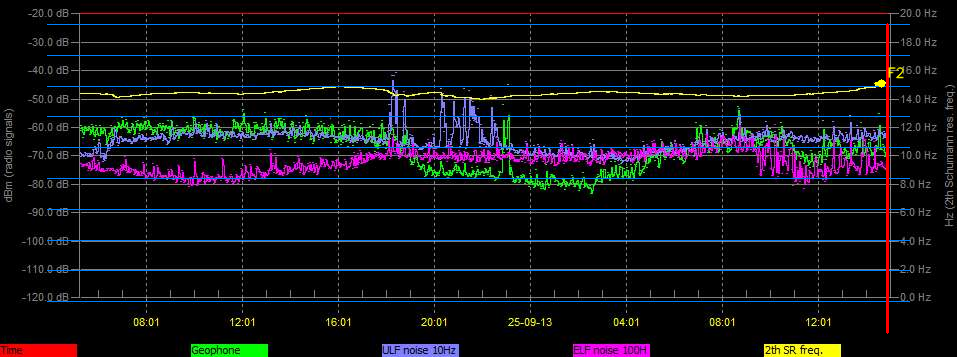 -20.0 dB 20.0 Hz
-30.0 dB 18.0 Hz
-40.0 dB 16.0 Hz
F2
-50.0 dB 14.0 Hz
-60.0 dB 12.0 Hz
-70.0 dB 10.0 Hz
-80.0 dB 8.0 Hz
-90.0 dB 6.0 Hz
-100.0 dB 4.0 Hz
-110.0 dB 2.0 Hz
-120.0 dB 0.0 Hz
dBm (radio signals)
Hz (2th Schumann res. freq.)
08:01 12:01 16:01 20:01 25-09-13 04:01 08:01 12:01
Time Geophone ULF noise 10Hz ELF noise 100H 2th SR freq.